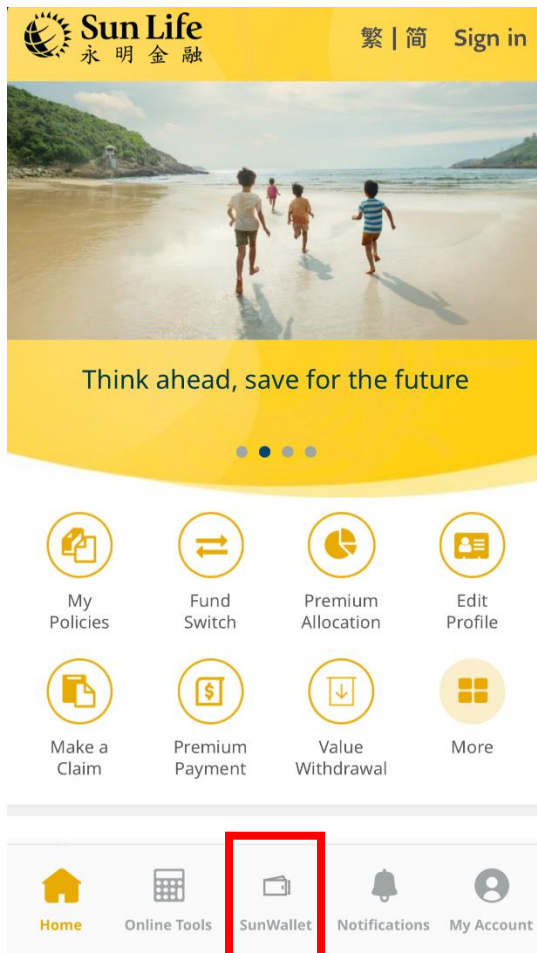 Sun Life
永明金融
繁 | 简 Sign in
Think ahead, save for the future
My
Policies
Fund
Switch
Premium
Allocation
Edit
Profile
Make a
Claim
Premium
Payment
Value
Withdrawal
More
Home
Online Tools
SunWallet
Notifications
My Account